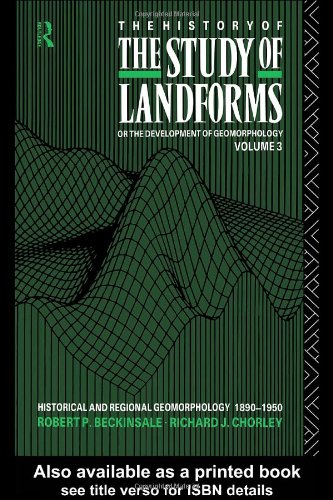 THE HISTORY OF
THE STUDY OF
LANDFORMS
OR THE DEVELOPMENT OF GEOMORPHOLOGY
VOLUME 3
HISTORICAL AND REGIONAL GEOMORPHOLOGY 1890–1950
ROBERT P. BECKINSALE · RICHARD J. CHORLEY
Also available as a printed book
see title verso for ISBN details